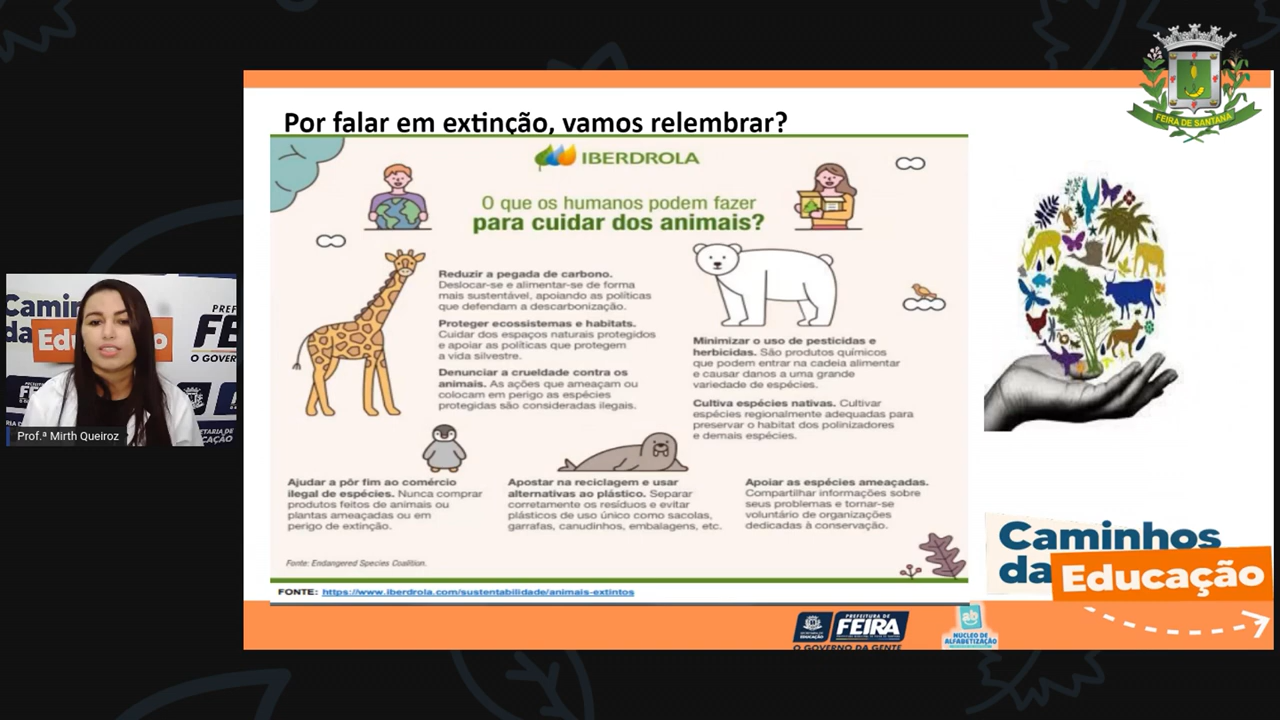 FEIRA DE SANTANA
Por falar em extinção, vamos relembrar?
IBERDROLA
O que os humanos podem fazer
para cuidar dos animais?
Reduzir a pegada de carbono.
Deslocar-se e alimentar-se de forma
mais sustentável, apoiando as políticas
que defendam a descarbonização.
Proteger ecossistemas e habitats.
Cuidar dos espaços naturais protegidos
e apoiar as políticas que protegem
a vida silvestre.
Denunciar a crueldade contra os
animais. As ações que ameaçam ou
colocam em perigo as espécies
protegidas são consideradas ilegais.
Minimizar o uso de pesticidas e
herbicidas. São produtos químicos
que podem entrar na cadeia alimentar
e causar danos a uma grande
variedade de espécies.
Cultiva espécies nativas. Cultivar
espécies regionalmente adequadas para
preservar o habitat dos polinizadores
e demais espécies.
Ajudar a pôr fim ao comércio
ilegal de espécies. Nunca comprar
produtos feitos de animais ou
plantas ameaçadas ou em
perigo de extinção.
Apostar na reciclagem e usar
alternativas ao plástico. Separar
corretamente os resíduos e evitar
plásticos de uso único como sacolas,
garrafas, canudinhos, embalagens, etc.
Apoiar as espécies ameaçadas.
Compartilhar informações sobre
seus problemas e tornar-se
voluntário de organizações
dedicadas à conservação.
Fonte: Endangered Species Coalition.
FONTE: https://www.iberdrola.com/sustentabilidade/animais-extintos
Prof.ª Mirth Queiroz
Caminhos
da Educação
PREFEITURA DE
FEIRA
O GOVERNO DA GENTE
ab
NÚCLEO DE
ALFABETIZAÇÃO